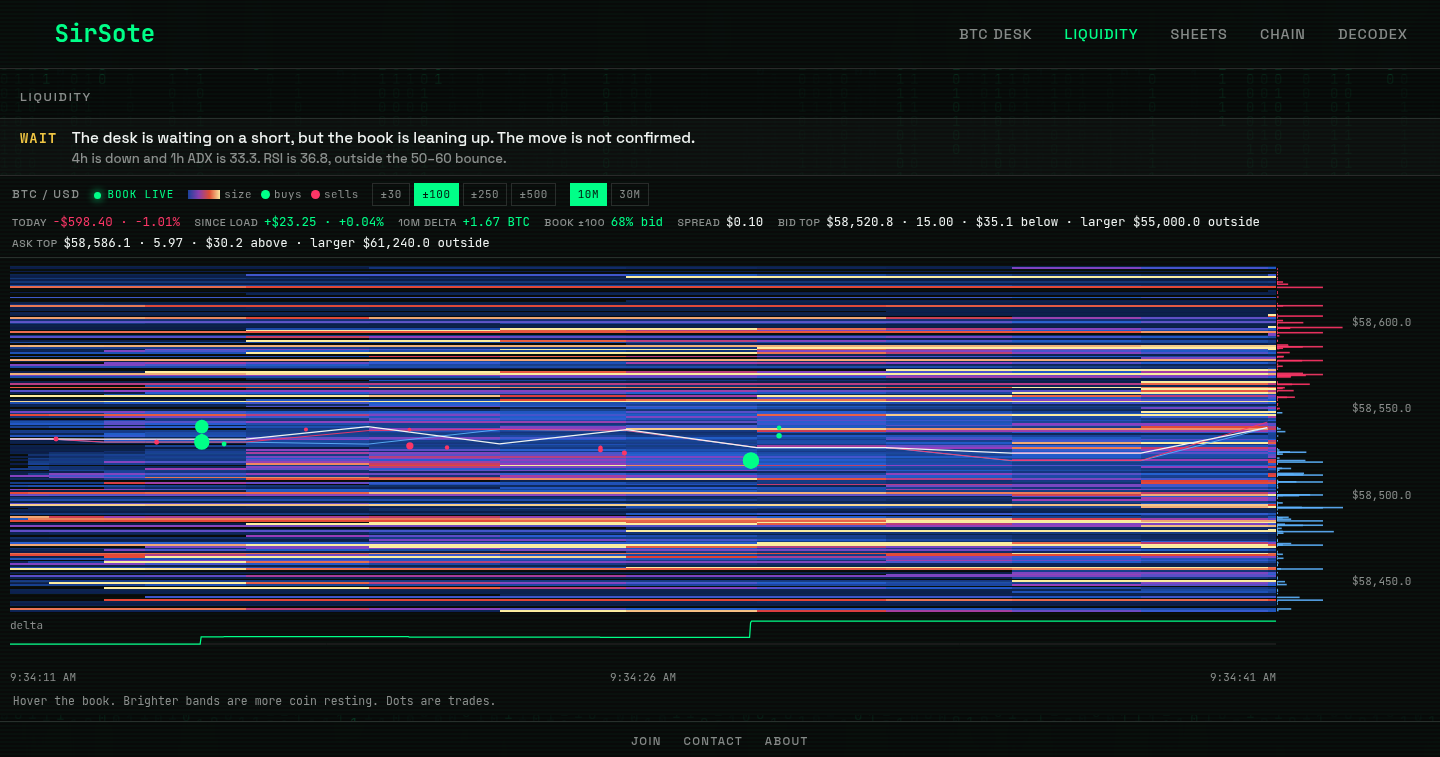 SirSote
BTC DESK LIQUIDITY SHEETS CHAIN DECODEX
LIQUIDITY
WAIT The desk is waiting on a short, but the book is leaning up. The move is not confirmed.
4h is down and 1h ADX is 33.3. RSI is 36.8, outside the 50–60 bounce.
BTC / USD BOOK LIVE size buys sells ±30 ±100 ±250 ±500 10M 30M
TODAY -$598.40 · -1.01% SINCE LOAD +$23.25 · +0.04% 10M DELTA +1.67 BTC BOOK ±100 68% bid SPREAD $0.10 BID TOP $58,520.8 · 15.00 · $35.1 below · larger $55,000.0 outside
ASK TOP $58,586.1 · 5.97 · $30.2 above · larger $61,240.0 outside
$58,600.0
$58,550.0
$58,500.0
$58,450.0
delta
9:34:11 AM 9:34:26 AM 9:34:41 AM
Hover the book. Brighter bands are more coin resting. Dots are trades.
JOIN CONTACT ABOUT